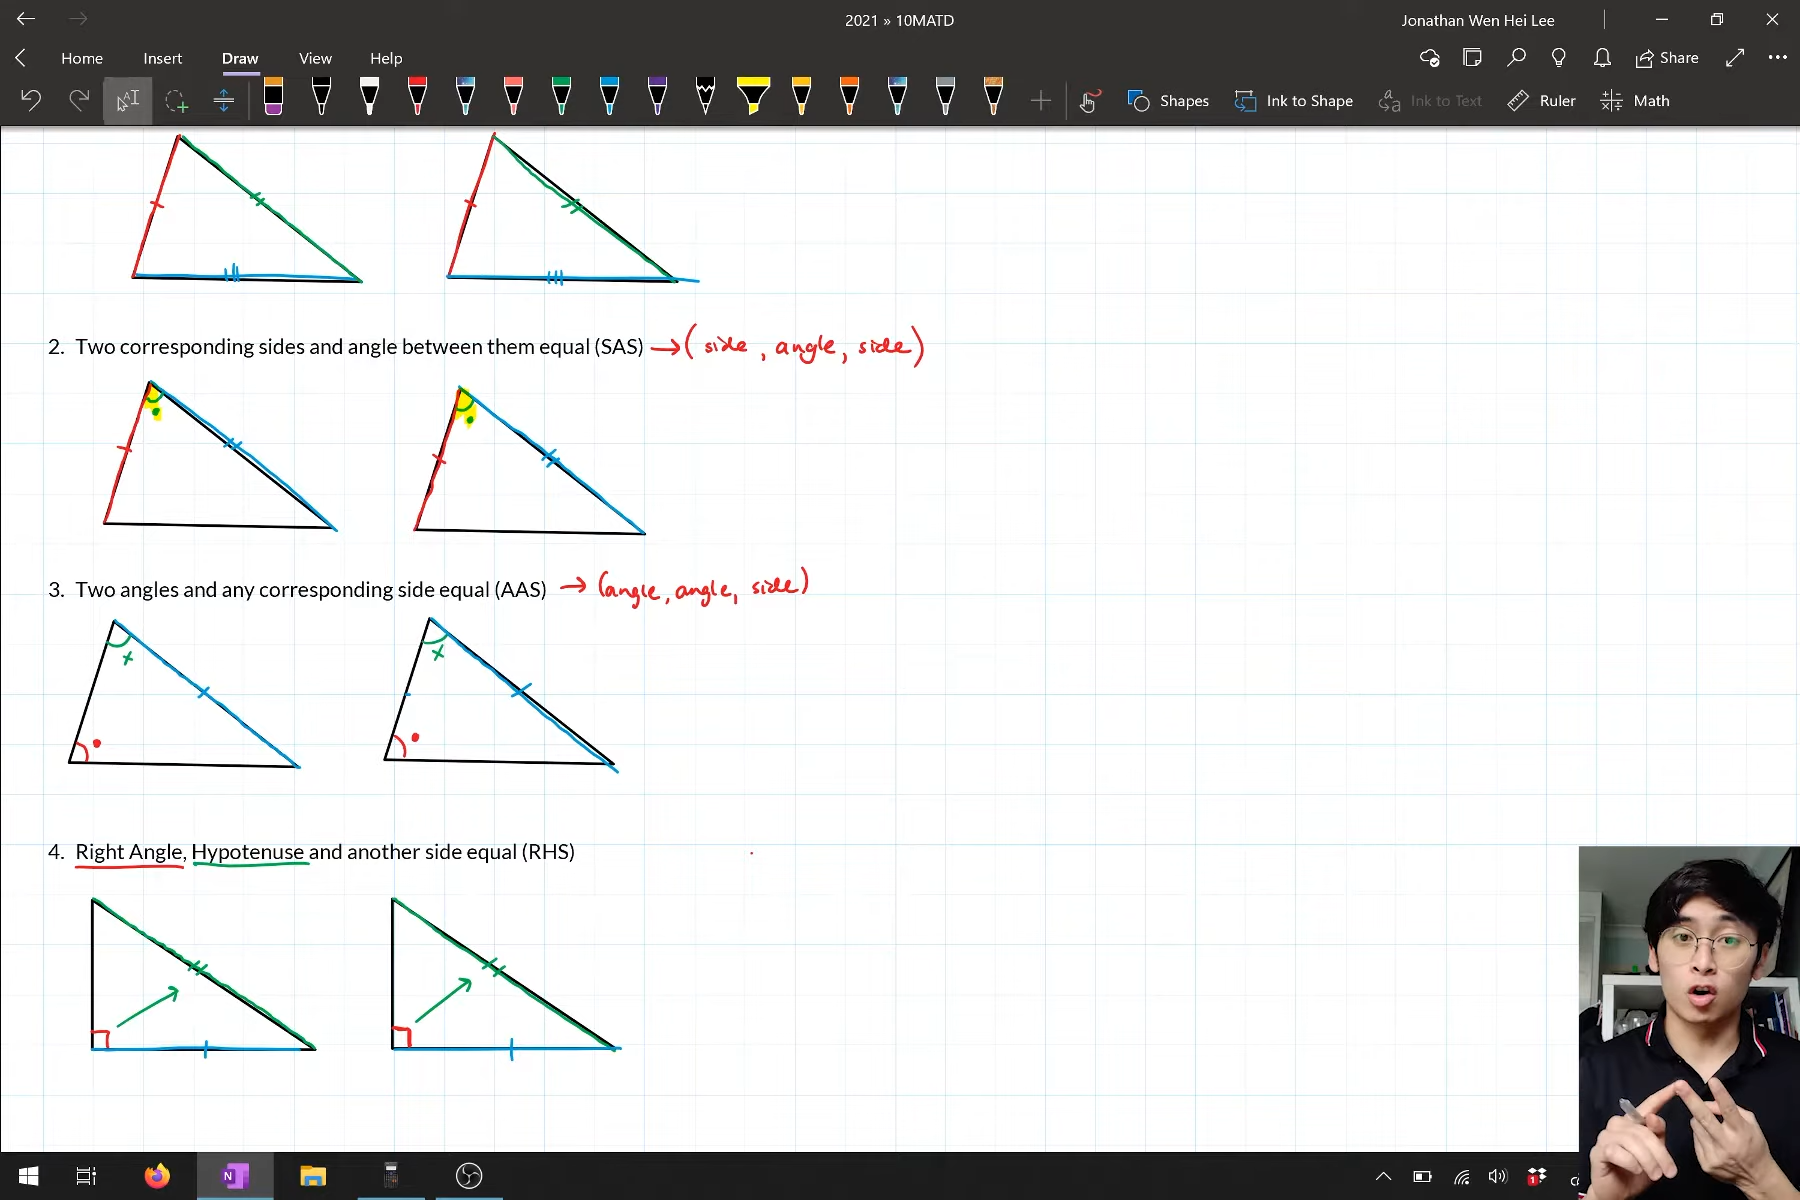 2021 » 10MATD
Jonathan Wen Hei Lee
Home Insert Draw View Help
Share
Shapes Ink to Shape Ink to Text Ruler Math
2. Two corresponding sides and angle between them equal (SAS) → (side, angle, side)
3. Two angles and any corresponding side equal (AAS) → (angle, angle, side)
x x
4. Right Angle, Hypotenuse and another side equal (RHS)